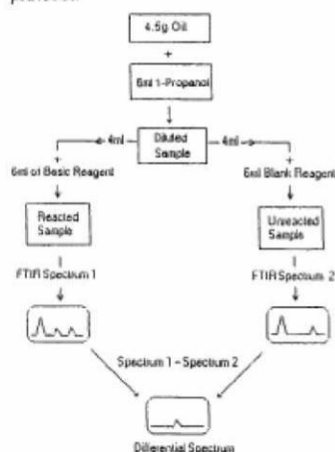 4.5g Oil
+
6ml 1-Propanol
4ml
Diluted
Sample
4ml
+
6ml of Basic Reagent
+
6ml Blank Reagent
Reacted
Sample
Unreacted
Sample
FTIR Spectrum 1
FTIR Spectrum 2
Spectrum 1 - Spectrum 2
Differential Spectrum